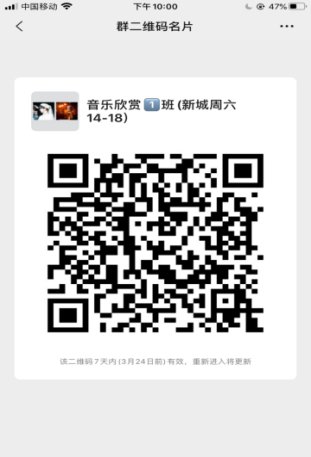 中国移动 下午 10:00 47%
群二维码名片
音乐欣赏1️⃣班(新城周六
14-18)
该二维码7天内(3月24日前)有效，重新进入将更新